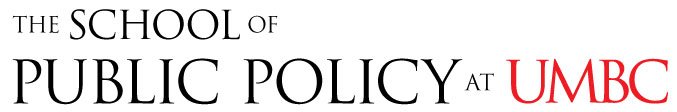 THE SCHOOL OF
PUBLIC POLICY AT UMBC